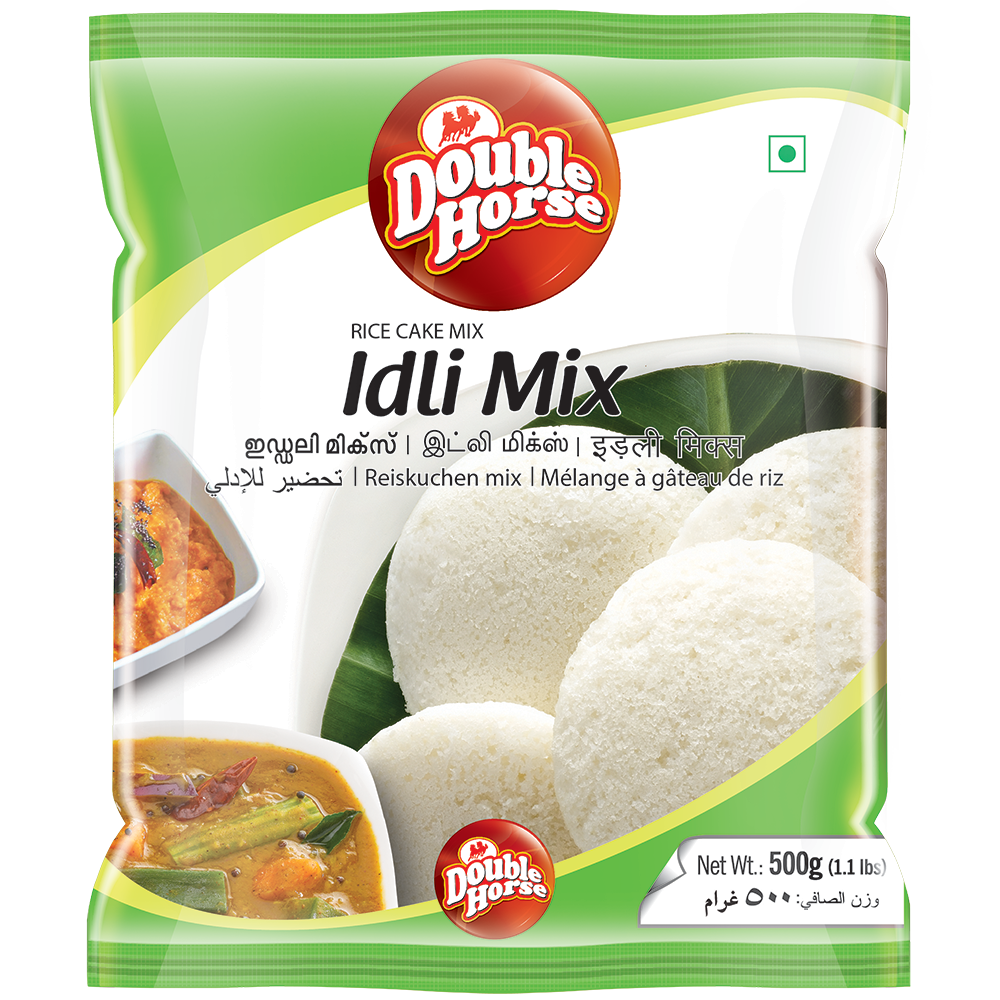 Double
Horse
RICE CAKE MIX
Idli Mix
ഇഡ്ഡലി മിക്സ് | இட்லி மிக்ஸ் | इड़ली मिक्स
تحضير للإدلي | Reiskuchen mix | Mélange à gâteau de riz
Double
Horse
Net Wt.: 500g (1.1 lbs)
وزن الصافي: ٥٠٠ غرام